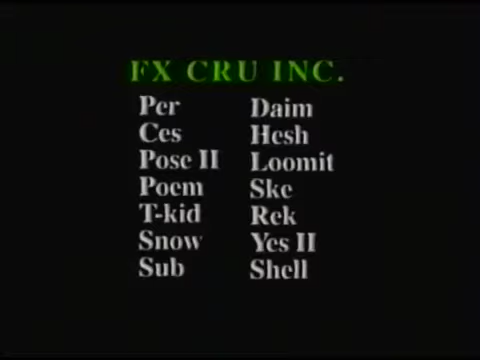 FX CRU INC.
Per
Ces
Pose II
Poem
T-kid
Snow
Sub
Daim
Hesh
Loomit
Ske
Rek
Yes II
Shell